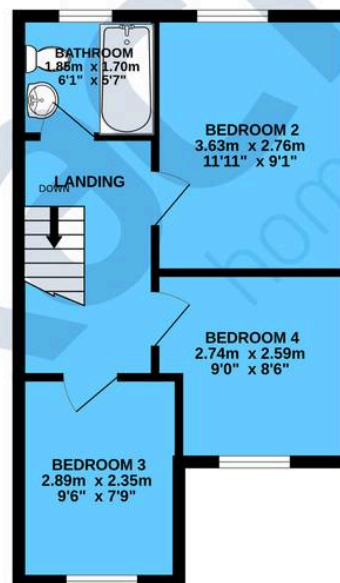 BATHROOM
1.85m x 1.70m
6'1" x 5'7"
BEDROOM 2
3.63m x 2.76m
11'11" x 9'1"
LANDING
DOWN
BEDROOM 4
2.74m x 2.59m
9'0" x 8'6"
BEDROOM 3
2.89m x 2.35m
9'6" x 7'9"